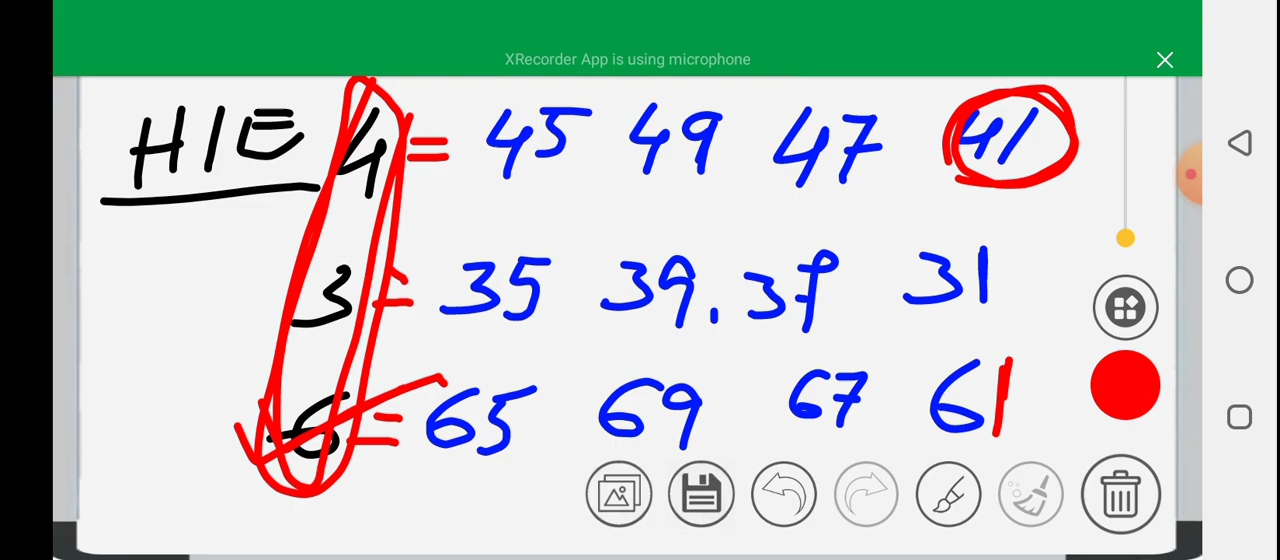 XRecorder App is using microphone
H/E 4 = 45 49 47 41
3 = 35 39. 37 31
6 = 65 69 67 61